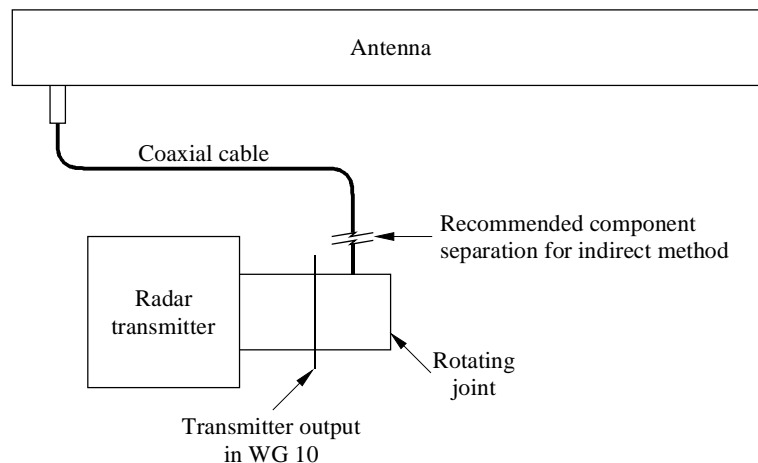 Antenna
Coaxial cable
Recommended component
separation for indirect method
Radar
transmitter
Rotating
joint
Transmitter output
in WG 10